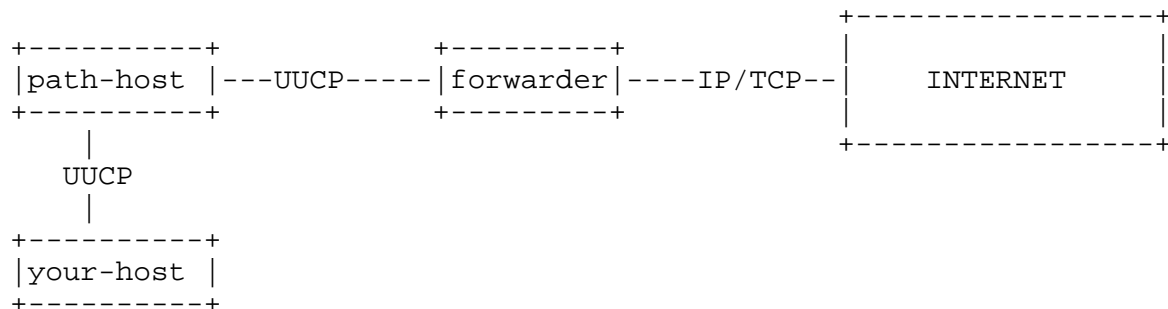 path-host ---UUCP----- forwarder ----IP/TCP-- INTERNET
UUCP
your-host